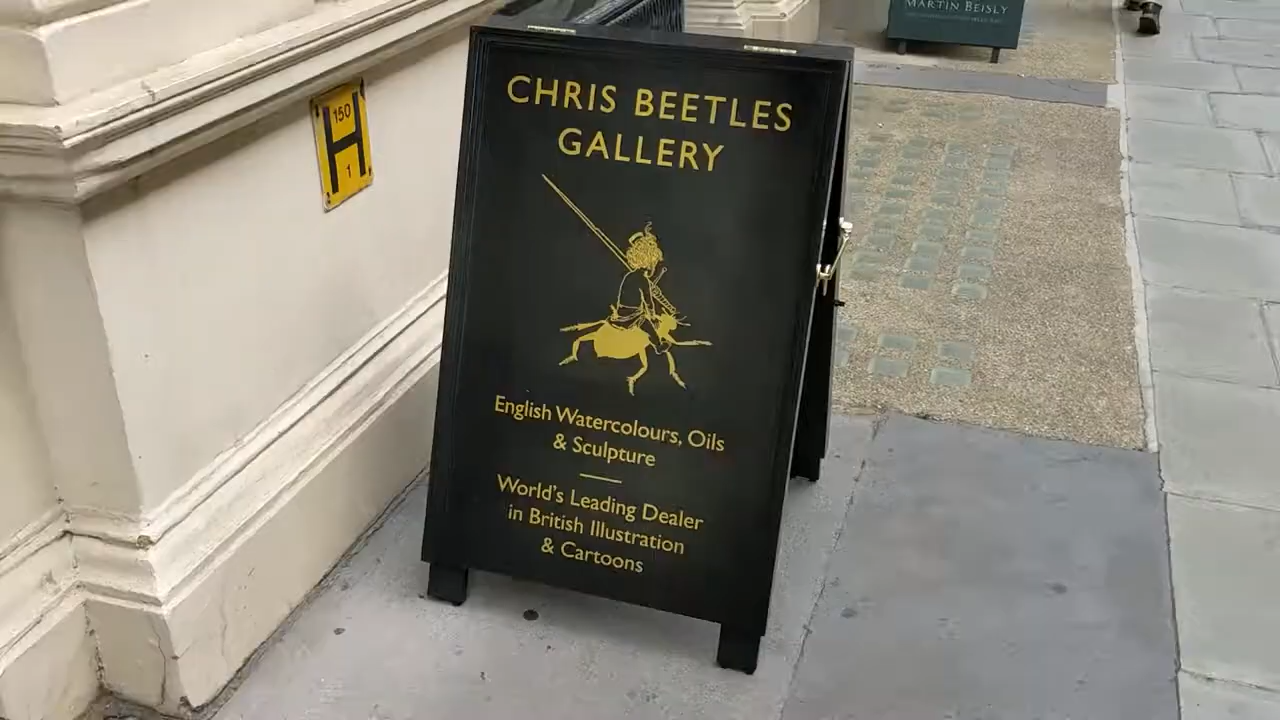 MARTIN BEISLY
150
H
1
CHRIS BEETLES
GALLERY
English Watercolours, Oils
& Sculpture
World's Leading Dealer
in British Illustration
& Cartoons